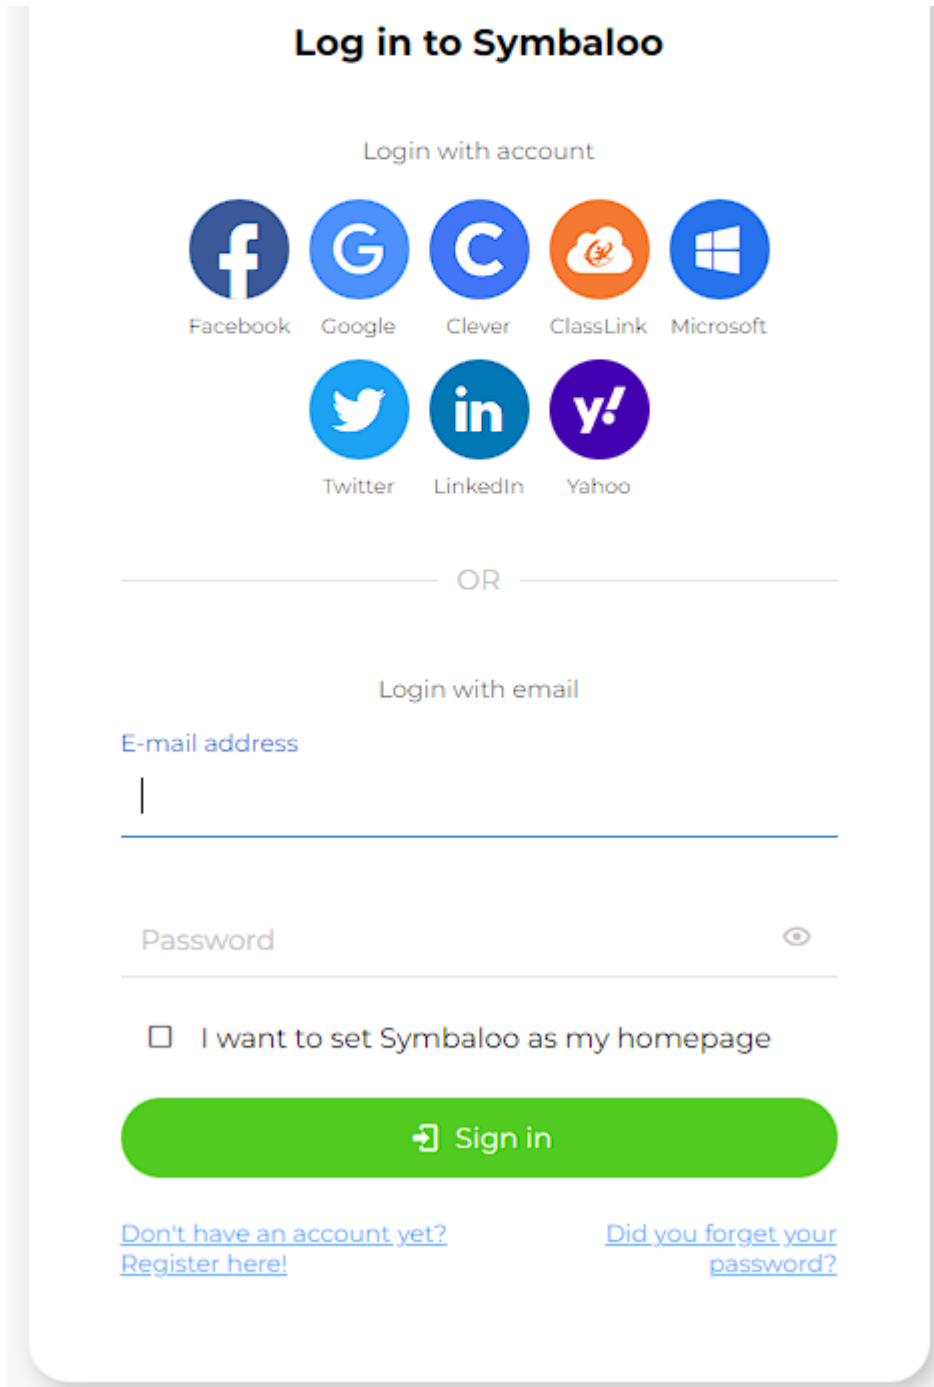 Log in to Symbaloo
Login with account
Facebook Google Clever ClassLink Microsoft
Twitter LinkedIn Yahoo
OR
Login with email
E-mail address
Password
I want to set Symbaloo as my homepage
Sign in
Don't have an account yet? Did you forget your
Register here! password?